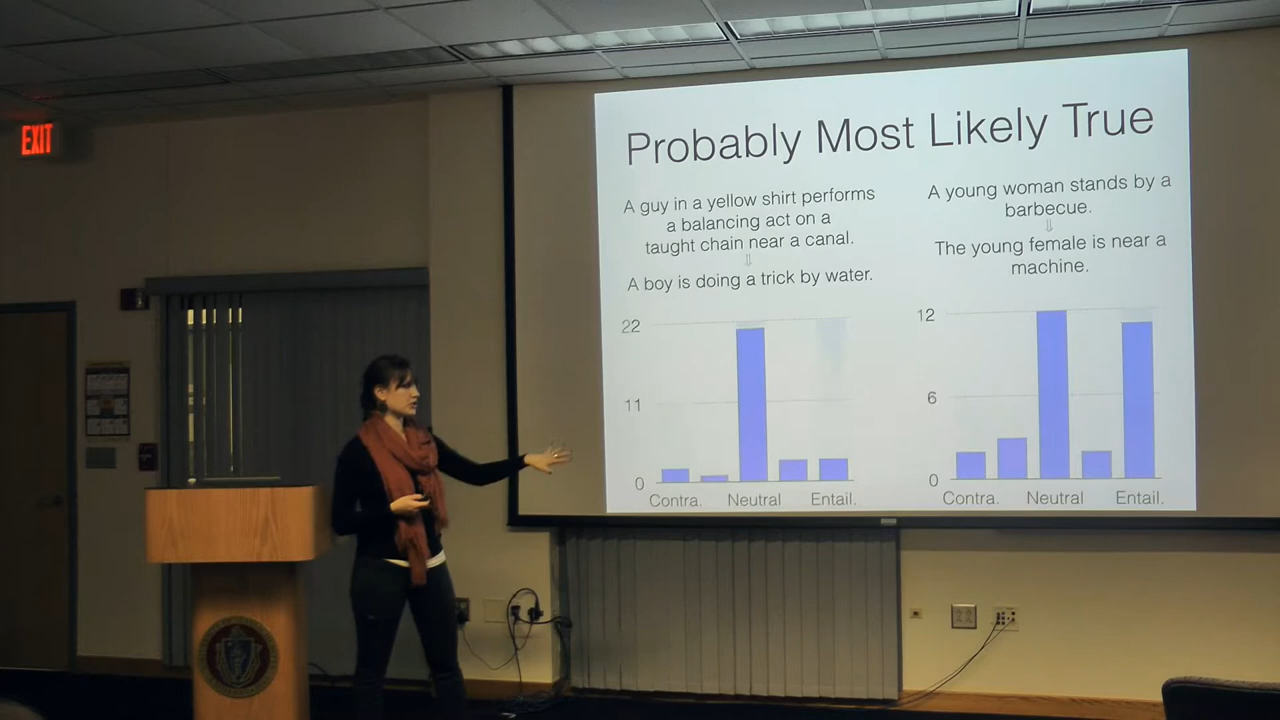 EXIT
Probably Most Likely True
A guy in a yellow shirt performs
a balancing act on a
taught chain near a canal.
⇓
A boy is doing a trick by water.
22
11
0
Contra. Neutral Entail.
A young woman stands by a
barbecue.
⇓
The young female is near a
machine.
12
6
0
Contra. Neutral Entail.